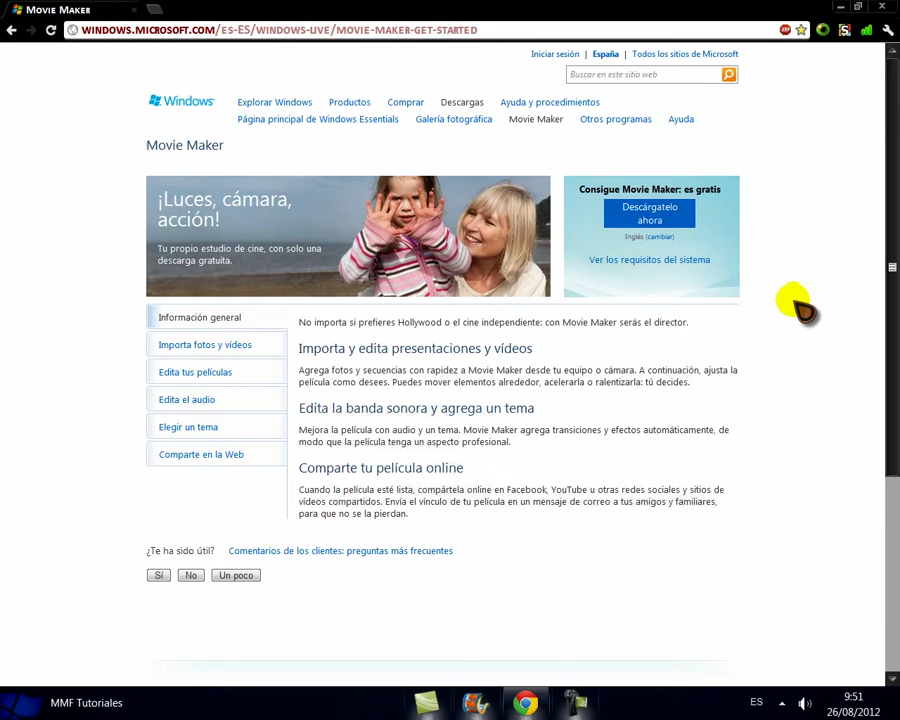 Movie Maker
windows.microsoft.com/es-ES/windows-live/movie-maker-get-started
ABP
Iniciar sesión | España | Todos los sitios de Microsoft
Buscar en este sitio web
Windows
Explorar Windows Productos Comprar Descargas Ayuda y procedimientos
Página principal de Windows Essentials Galería fotográfica Movie Maker Otros programas Ayuda
Movie Maker
¡Luces, cámara,
acción!
Tu propio estudio de cine, con solo una
descarga gratuita.
Consigue Movie Maker: es gratis
Descárgatelo
ahora
Inglés (cambiar)
Ver los requisitos del sistema
Información general
Importa fotos y vídeos
Edita tus películas
Edita el audio
Elegir un tema
Comparte en la Web
No importa si prefieres Hollywood o el cine independiente: con Movie Maker serás el director.
Importa y edita presentaciones y vídeos
Agrega fotos y secuencias con rapidez a Movie Maker desde tu equipo o cámara. A continuación, ajusta la
película como desees. Puedes mover elementos alrededor, acelerarla o ralentizarla: tú decides.
Edita la banda sonora y agrega un tema
Mejora la película con audio y un tema. Movie Maker agrega transiciones y efectos automáticamente, de
modo que la película tenga un aspecto profesional.
Comparte tu película online
Cuando la película esté lista, compártela online en Facebook, YouTube u otras redes sociales y sitios de
vídeos compartidos. Envía el vínculo de tu película en un mensaje de correo a tus amigos y familiares,
para que no se la pierdan.
¿Te ha sido útil? Comentarios de los clientes: preguntas más frecuentes
Sí No Un poco
MMF Tutoriales
ES
9:51
26/08/2012